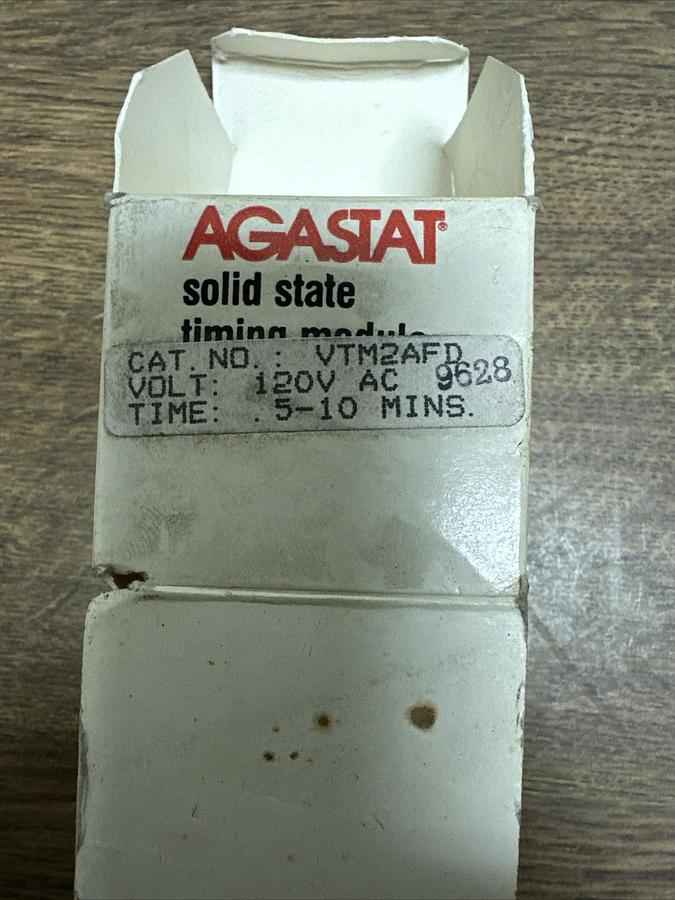 AGASTAT®
solid state
timing module
CAT.NO.: VTM2AFD
VOLT: 120V AC 9628
TIME: .5-10 MINS.